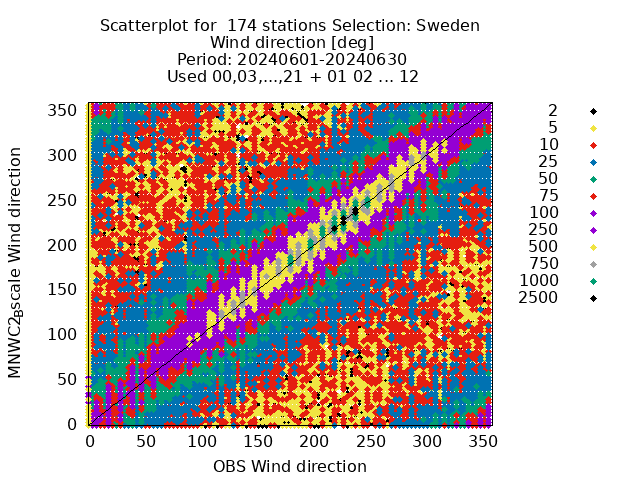 Scatterplot for  174 stations Selection: Sweden
Wind direction [deg]
Period: 20240601-20240630
Used 00,03,...,21 + 01 02 ... 12
MNWC2_Bscale Wind direction
350
300
250
200
150
100
50
0
0 50 100 150 200 250 300 350
OBS Wind direction
2
5
10
25
50
75
100
250
500
750
1000
2500